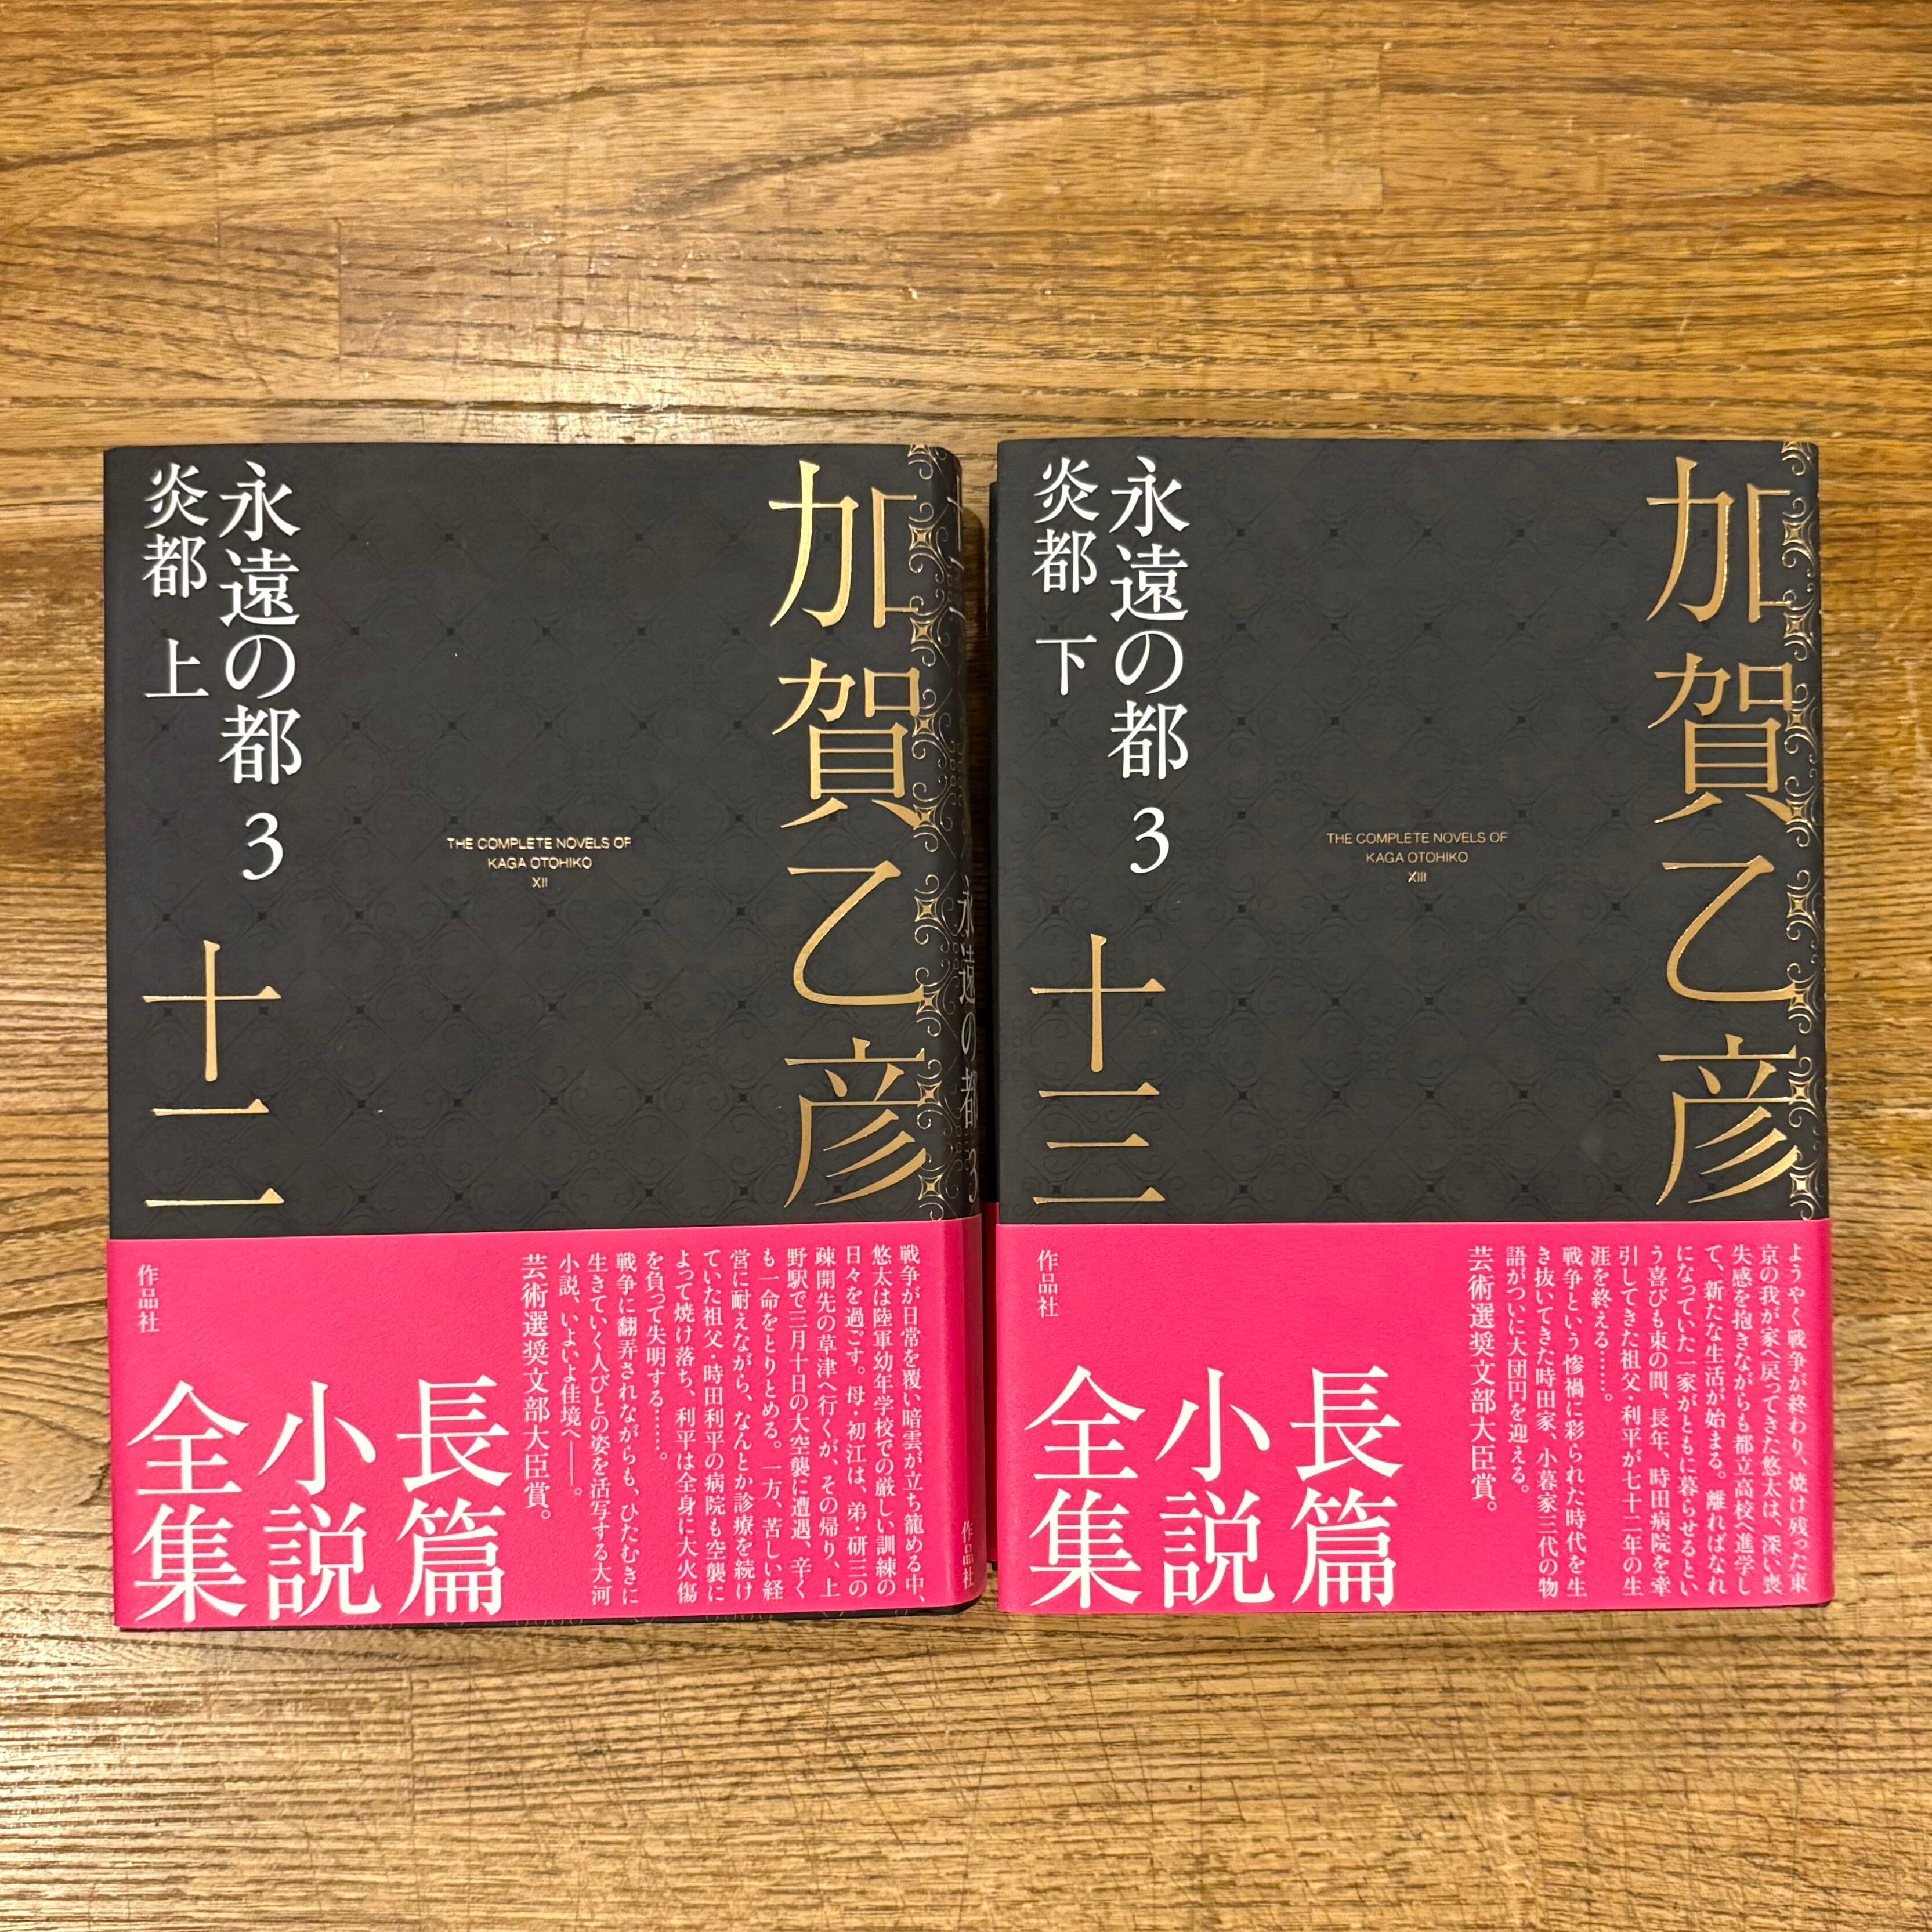 加賀乙彦
永遠の都 3
炎都 上
十二
THE COMPLETE NOVELS OF
KAGA OTOHIKO
XII
永遠の都 3
作品社
戦争が日常を覆い暗雲が立ち籠める中、
悠太は陸軍幼年学校での厳しい訓練の
日々を過ごす。母・初江は、弟・研三の
疎開先の草津へ行くが、その帰り、上
野駅で三月十日の大空襲に遭遇、辛く
も一命をとりとめる。一方、苦しい経
営に耐えながら、なんとか診療を続け
ていた祖父・時田利平の病院も空襲に
よって焼け落ち、利平は全身に大火傷
を負って失明する……。
戦争に翻弄されながらも、ひたむきに
生きていく人びとの姿を活写する大河
小説、いよいよ佳境へ――。
芸術選奨文部大臣賞。
長篇
小説
全集
作品社
加賀乙彦
永遠の都 3
炎都 下
十三
THE COMPLETE NOVELS OF
KAGA OTOHIKO
XIII
ようやく戦争が終わり、焼け残った東
京の我が家へ戻ってきた悠太は、深い喪
失感を抱きながらも都立高校へ進学し
て、新たな生活が始まる。離ればなれ
になっていた一家がともに暮らせるとい
う喜びも束の間、長年、時田病院を牽
引してきた祖父・利平が七十二年の生
涯を終える……。
戦争という惨禍に彩られた時代を生
き抜いてきた時田家、小暮家三代の物
語がついに大団円を迎える。
芸術選奨文部大臣賞。
長篇
小説
全集
作品社